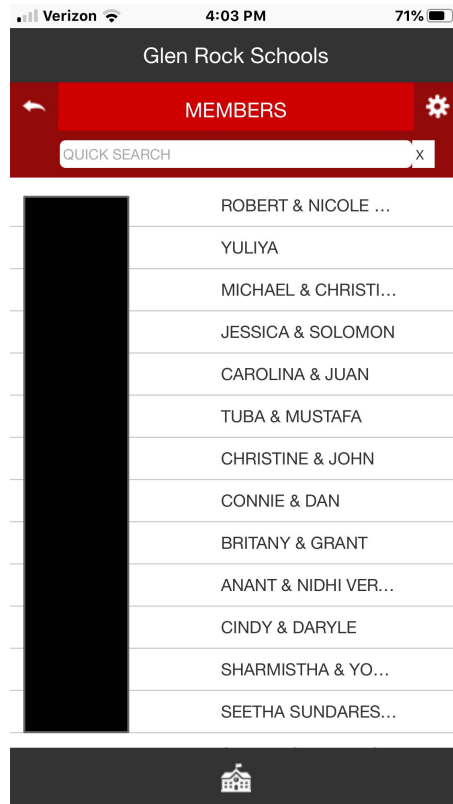 Verizon 4:03 PM 71%
Glen Rock Schools
MEMBERS
QUICK SEARCH X
ROBERT & NICOLE ...
YULIYA
MICHAEL & CHRISTI...
JESSICA & SOLOMON
CAROLINA & JUAN
TUBA & MUSTAFA
CHRISTINE & JOHN
CONNIE & DAN
BRITANY & GRANT
ANANT & NIDHI VER...
CINDY & DARYLE
SHARMISTHA & YO...
SEETHA SUNDARES...